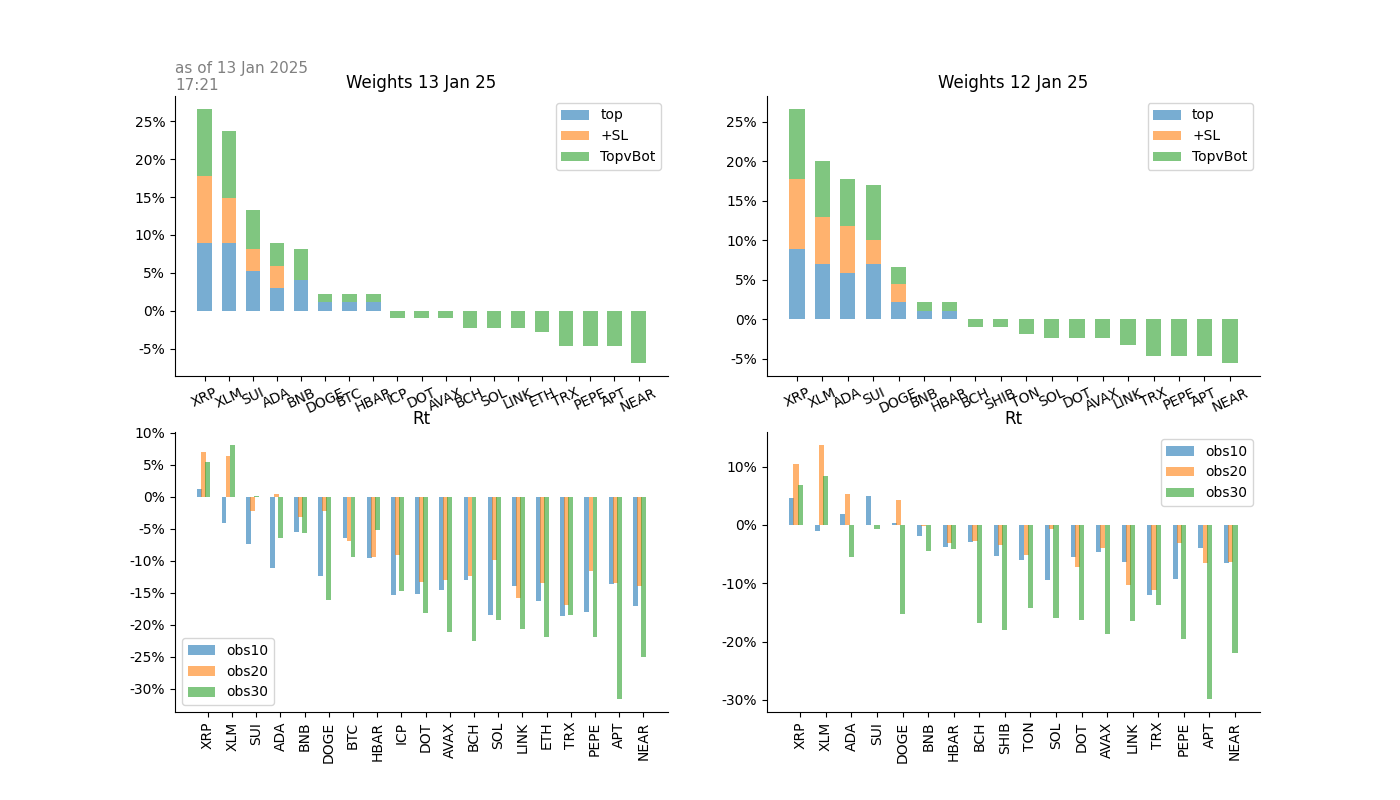 as of 13 Jan 2025
17:21
Weights 13 Jan 25
25%
20%
15%
10%
5%
0%
-5%
top
+SL
TopvBot
XRP XLM SUI ADA BNB DOGE BTC HBAR ICP DOT AVAX BCH SOL LINK ETH TRX PEPE APT NEAR
Weights 12 Jan 25
25%
20%
15%
10%
5%
0%
-5%
top
+SL
TopvBot
XRP XLM ADA SUI DOGE BNB HBAR BCH SHIB TON SOL DOT AVAX LINK TRX PEPE APT NEAR
Rt
10%
5%
0%
-5%
-10%
-15%
-20%
-25%
-30%
obs10
obs20
obs30
XRP XLM SUI ADA BNB DOGE BTC HBAR ICP DOT AVAX BCH SOL LINK ETH TRX PEPE APT NEAR
Rt
10%
0%
-10%
-20%
-30%
obs10
obs20
obs30
XRP XLM ADA SUI DOGE BNB HBAR BCH SHIB TON SOL DOT AVAX LINK TRX PEPE APT NEAR